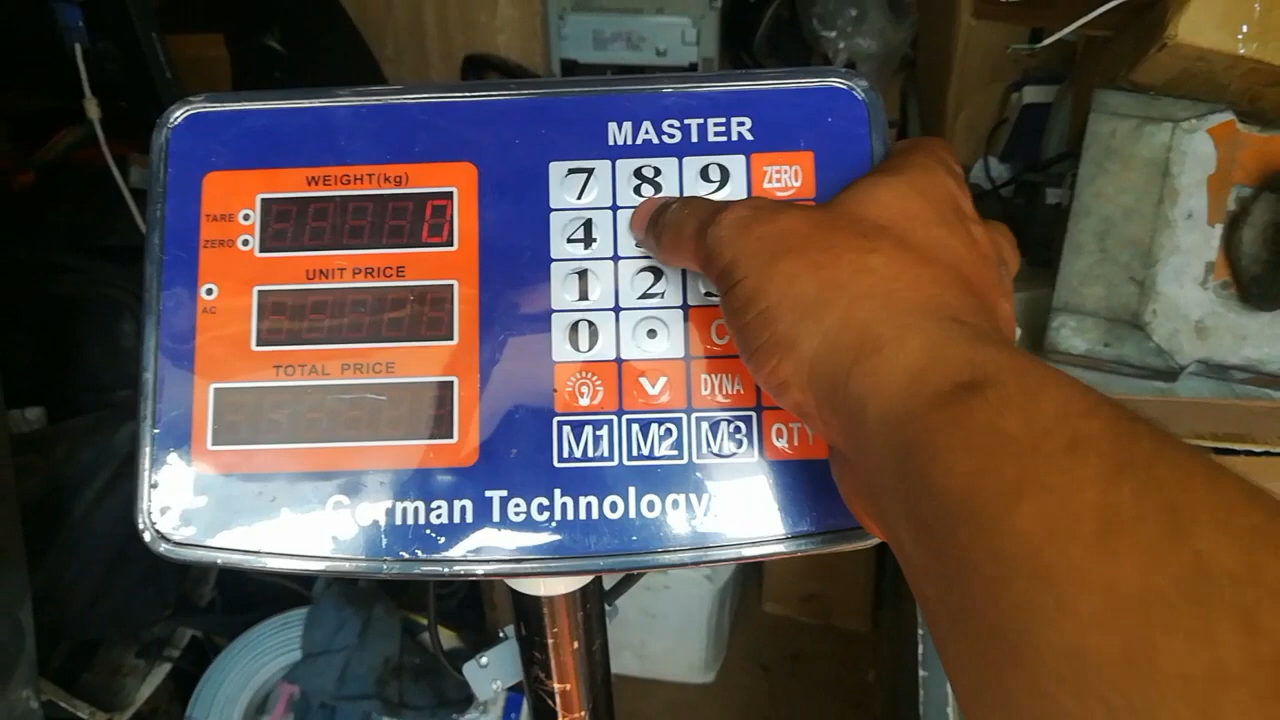 MASTER
WEIGHT(kg)
TARE
0
ZERO
UNIT PRICE
AC
TOTAL PRICE
7 8 9 ZERO
4
1 2
0 . C
V DYNA
M1 M2 M3 QTY
German Technology